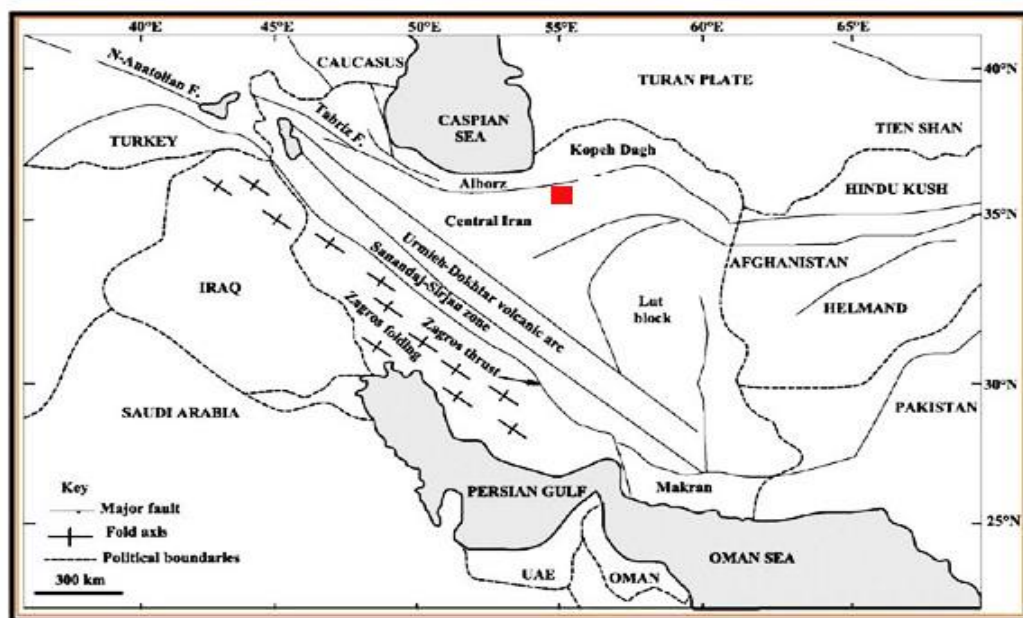 40°E 45°E 50°E 55°E 60°E 65°E
N-Anatolian F.
CAUCASUS
40°N
TURAN PLATE
CASPIAN
SEA
Tabriz F.
TURKEY
TIEN SHAN
Kopeh Dagh
Alborz
HINDU KUSH
35°N
Central Iran
AFGHANISTAN
Urmieh-Dokhtar volcanic arc
Sanandaj-Sirjan zone
IRAQ
Lut
block
HELMAND
Zagros thrust
Zagros folding
30°N
SAUDI ARABIA
PAKISTAN
Key
Major fault
Fold axis
Political boundaries
300 km
PERSIAN GULF
Makran
25°N
OMAN SEA
UAE
OMAN